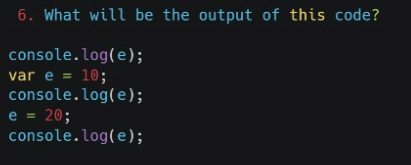 6. What will be the output of this code?
console.log(e);
var e = 10;
console.log(e);
e = 20;
console.log(e);